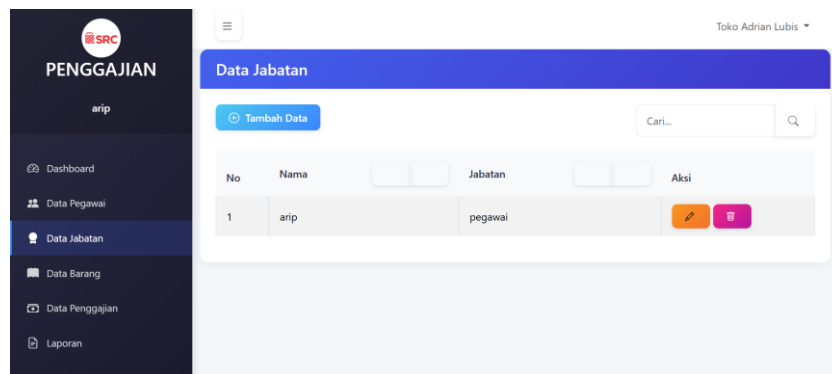 SRC
PENGGAJIAN
arip
Dashboard
Data Pegawai
Data Jabatan
Data Barang
Data Penggajian
Laporan
Toko Adrian Lubis
Data Jabatan
Tambah Data
Cari...
No Nama Jabatan Aksi
1 arip pegawai